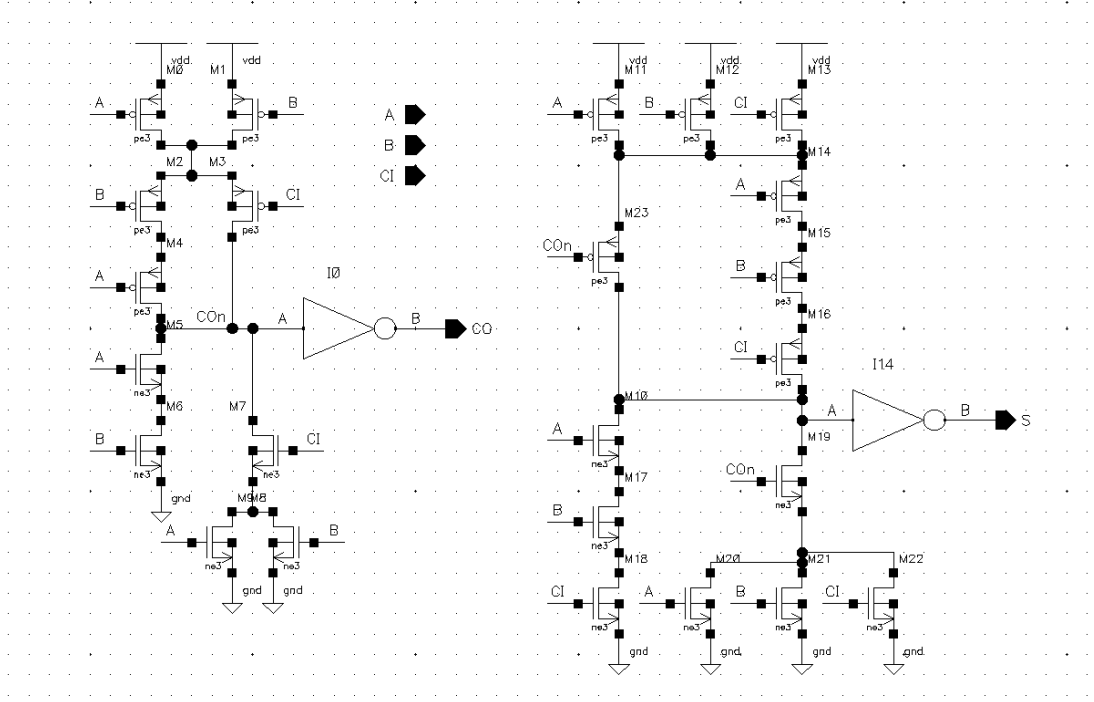 vdd vdd vdd vdd vdd
M0 M1 M11 M12 M13
A B A A B CI
pe3 pe3 B pe3 pe3 pe3
M2 M3 CI M14
B CI A
pe3 pe3 M23 pe3
M4 COn M15
A I0 pe3 B
pe3 pe3
M5 COn A B CO M16
A CI
ne3 I14 pe3
M6 M7 M10 A B S
B CI A M19
ne3 ne3 ne3 COn
gnd M9 M8 M17 ne3
A B B
ne3 ne3 ne3
M18 M20 M21 M22
gnd gnd CI A B CI
ne3 ne3 ne3 ne3
gnd gnd gnd gnd